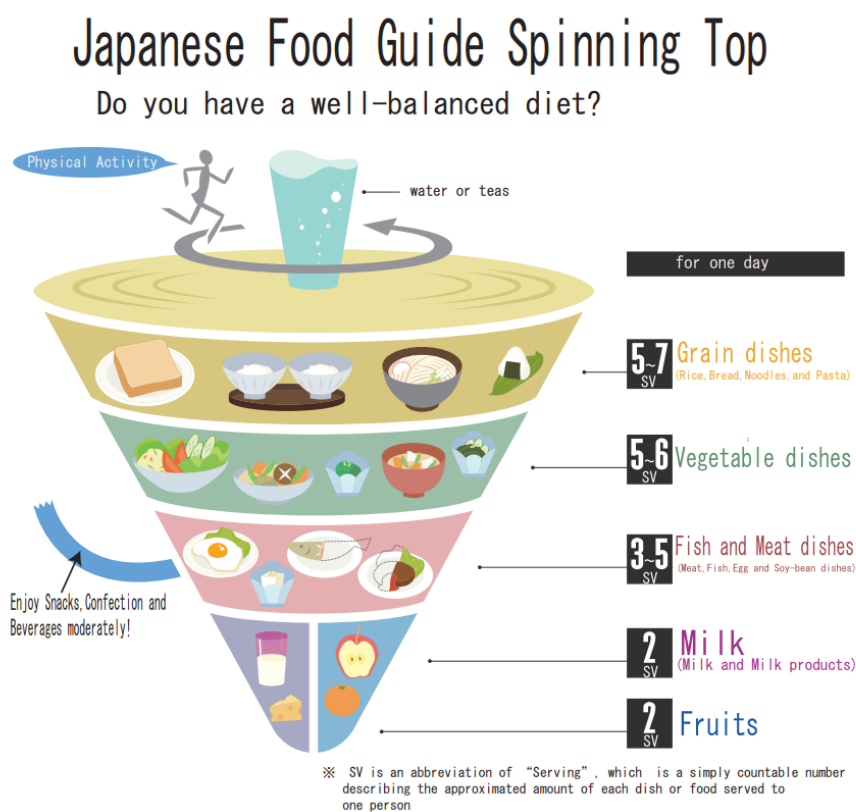 Japanese Food Guide Spinning Top
Do you have a well-balanced diet?
Physical Activity
water or teas
for one day
5~7
SV
Grain dishes
(Rice,Bread,Noodles,and Pasta)
5~6
SV
Vegetable dishes
3~5
SV
Fish and Meat dishes
(Meat,Fish,Egg and Soy-bean dishes)
Enjoy Snacks,Confection and
Beverages moderately!
2
SV
Milk
(Milk and Milk products)
2
SV
Fruits
※ SV is an abbreviation of “Serving”, which is a simply countable number
describing the approximated amount of each dish or food served to
one person